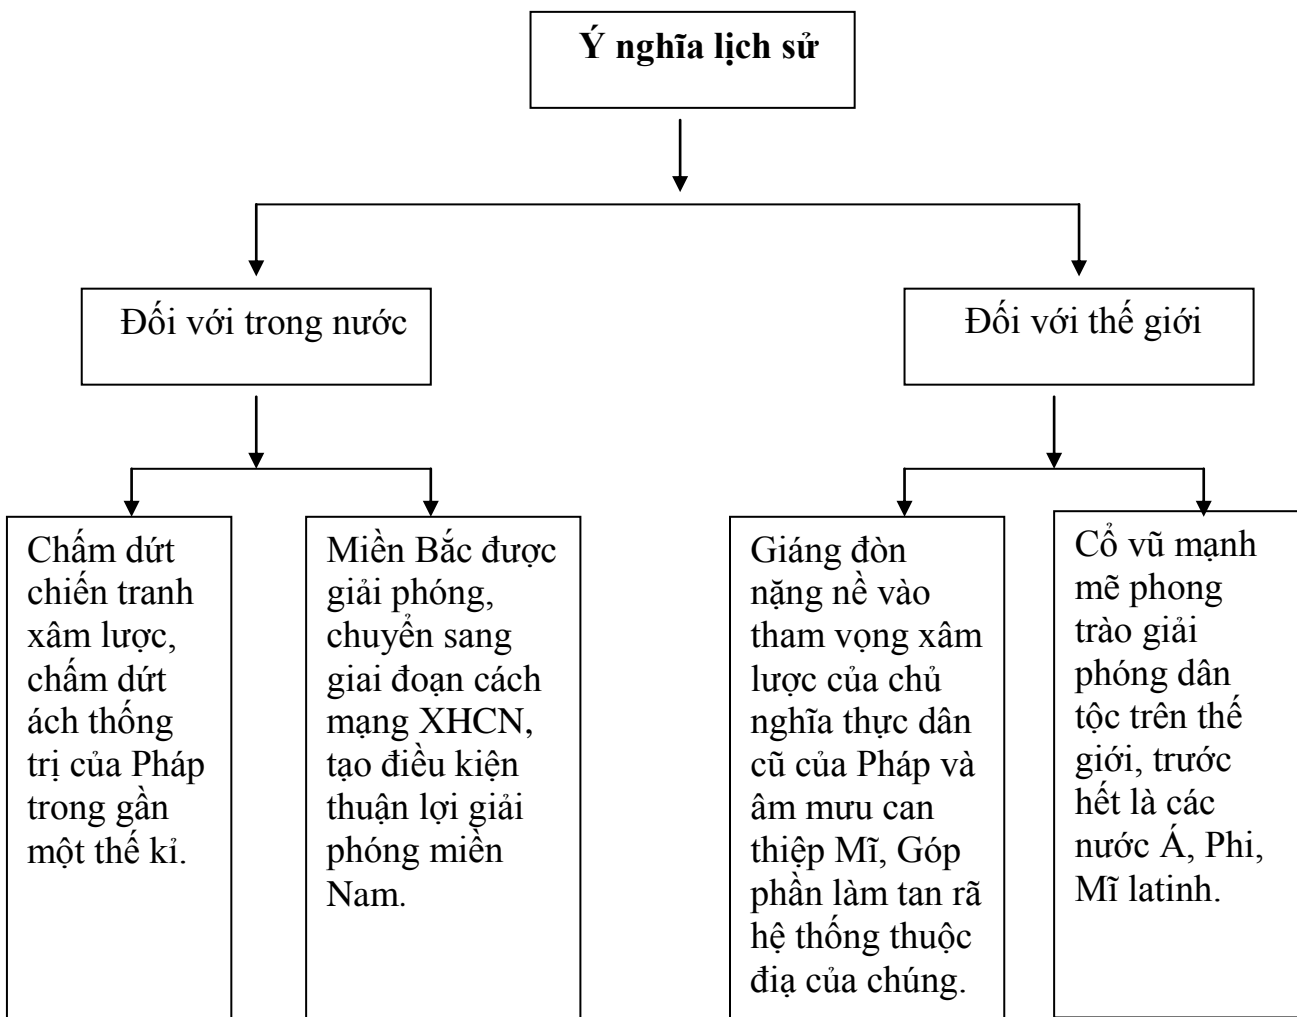 Ý nghĩa lịch sử
Đối với trong nước
Đối với thế giới
Chấm dứt
chiến tranh
xâm lược,
chấm dứt
ách thống
trị của Pháp
trong gần
một thế kỉ.
Miền Bắc được
giải phóng,
chuyển sang
giai đoạn cách
mạng XHCN,
tạo điều kiện
thuận lợi giải
phóng miền
Nam.
Giáng đòn
nặng nề vào
tham vọng xâm
lược của chủ
nghĩa thực dân
cũ của Pháp và
âm mưu can
thiệp Mĩ, Góp
phần làm tan rã
hệ thống thuộc
điạ của chúng.
Cổ vũ mạnh
mẽ phong
trào giải
phóng dân
tộc trên thế
giới, trước
hết là các
nước Á, Phi,
Mĩ latinh.